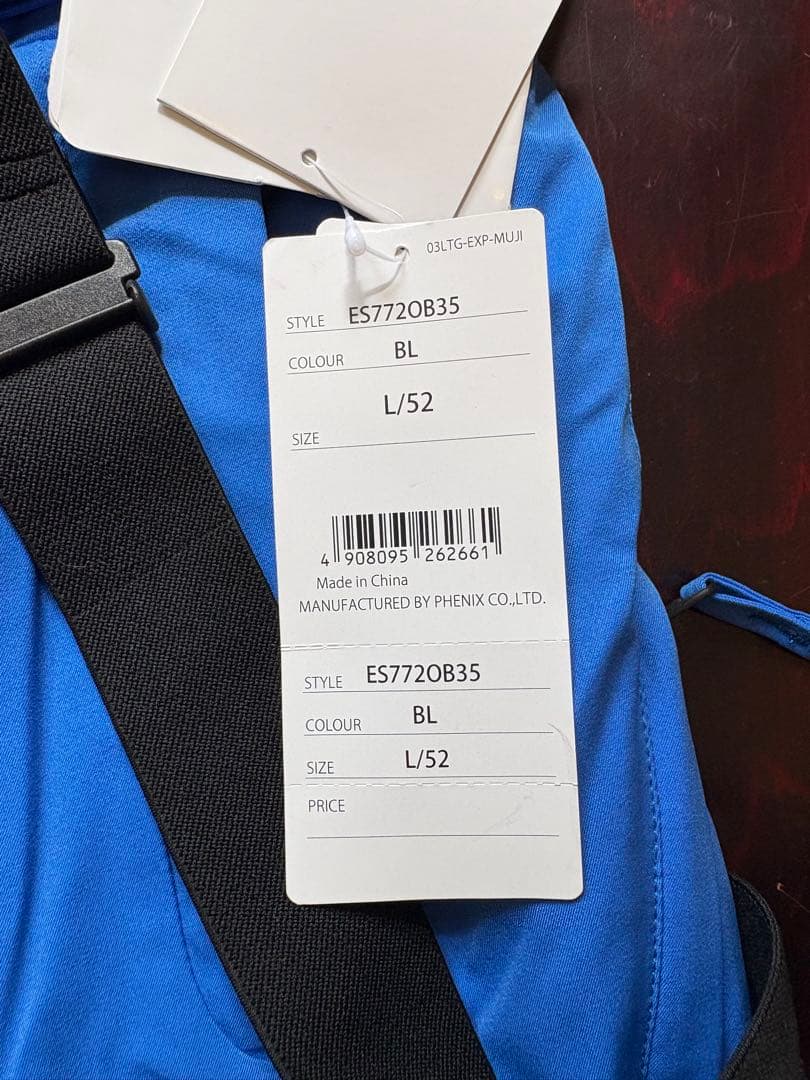 03LTG-EXP-MUJI
STYLE ES772OB35
COLOUR BL
L/52
SIZE
4 908095 262661
Made in China
MANUFACTURED BY PHENIX CO.,LTD.
STYLE ES772OB35
COLOUR BL
SIZE L/52
PRICE